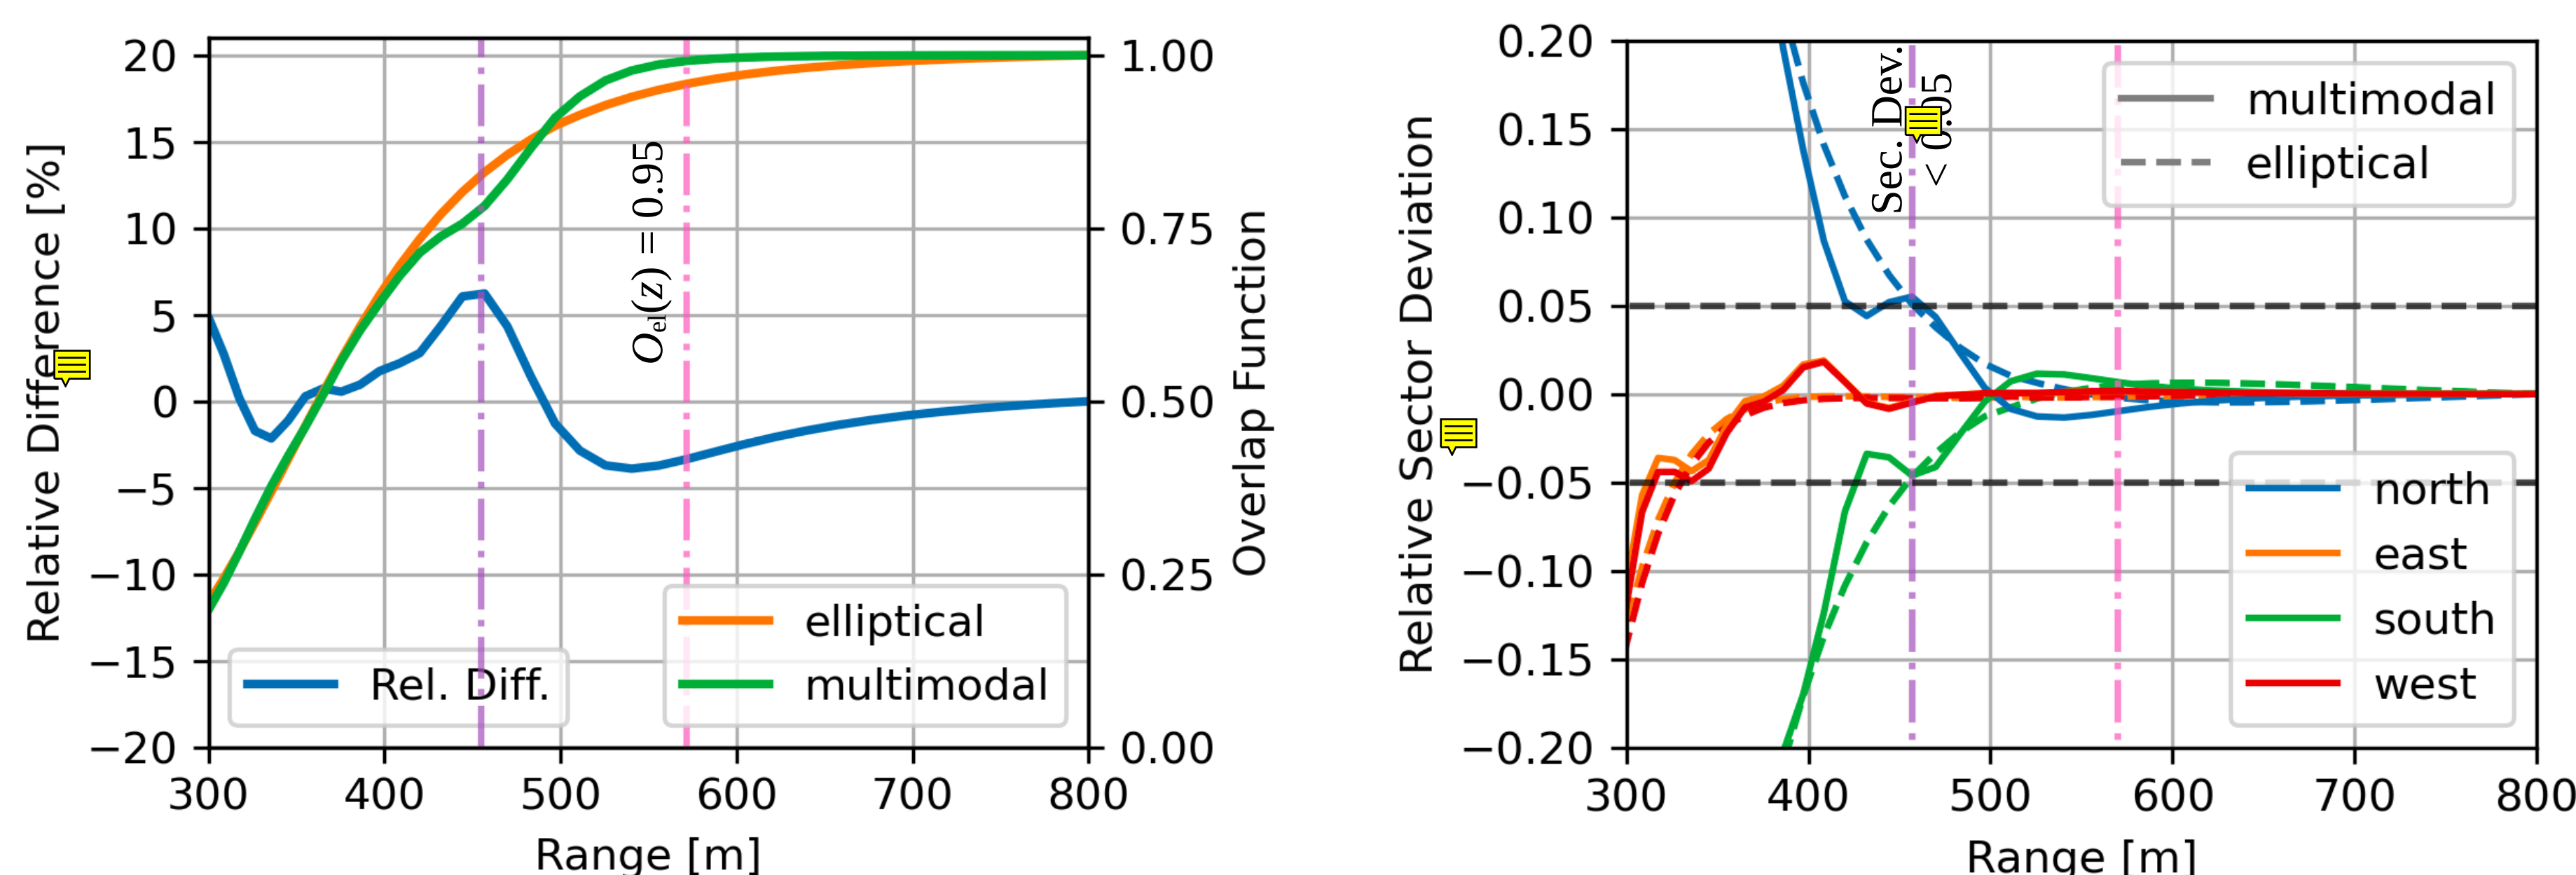 20
15
10
5
0
−5
−10
−15
−20
Relative Difference [%]
300
400
500
600
700
800
Range [m]
1.00
0.75
0.50
0.25
0.00
Overlap Function
Oel(z) = 0.95
Rel. Diff.
elliptical
multimodal
0.20
0.15
0.10
0.05
0.00
−0.05
−0.10
−0.15
−0.20
Relative Sector Deviation
300
400
500
600
700
800
Range [m]
Sec. Dev.
< 0.05
multimodal
elliptical
north
east
south
west